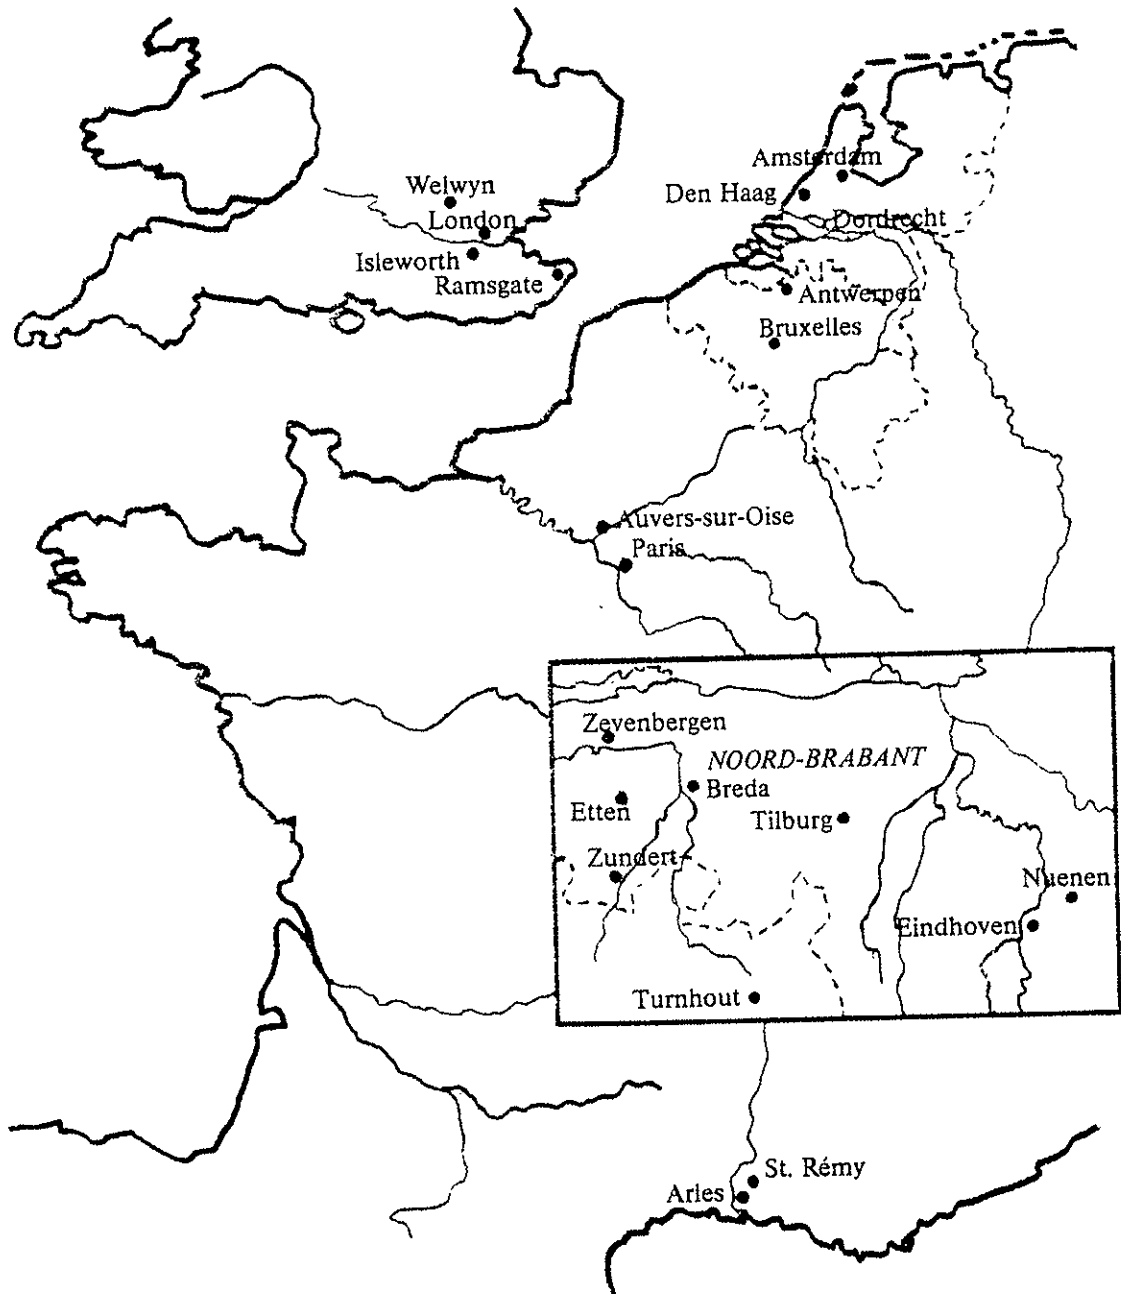 Amsterdam
Welwyn
Den Haag
London
Dordrecht
Isleworth
Ramsgate
Antwerpen
Bruxelles
Auvers-sur-Oise
Paris
Zevenbergen
NOORD-BRABANT
Breda
Etten
Tilburg
Zundert
Nuenen
Eindhoven
Turnhout
St. Rémy
Arles